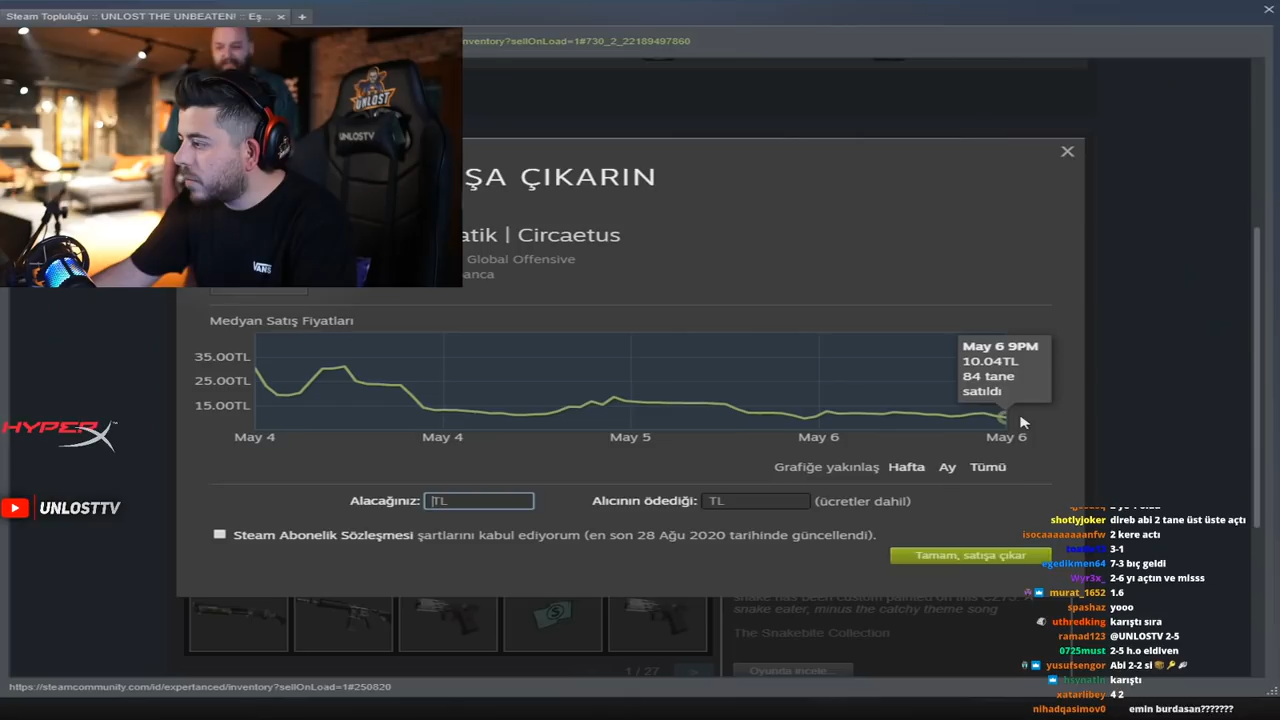 Steam Topluluğu :: UNLOST THE UNBEATEN! :: Eş...
nventory?sellOnLoad=1#730_2_22189497860
UNLOST
UNLOSTV
VANS
ŞA ÇIKARIN
atik | Circaetus
Global Offensive
anca
Medyan Satış Fiyatları
35.00TL
25.00TL
15.00TL
May 6 9PM
10.04TL
84 tane
satıldı
May 4
May 4
May 5
May 6
May 6
Grafiğe yakınlaş Hafta Ay Tümü
Alacağınız: TL
Alıcının ödediği: TL (ücretler dahil)
Steam Abonelik Sözleşmesi şartlarını kabul ediyorum (en son 28 Ağu 2020 tarihinde güncellendi).
Tamam, satışa çıkar
HYPERX
UNLOSTTV
snake has been custom painted on this CZ75. A
snake eater, minus the catchy theme song
The Snakebite Collection
1 / 27
Oyunda incele...
https://steamcommunity.com/id/expertanced/inventory?sellOnLoad=1#250820
shotlyjoker direb abi 2 tane üst üste açtı
isocaaaaaaaanfw 2 kere actı
3-1
egedikmen64 7-3 bıç geldi
Wyr3x_ 2-6 yı açtın ve misss
murat_1652 1.6
spashaz yooo
uthredking karıştı sıra
ramad123 @UNLOSTV 2-5
0725must 2-5 h.o eldiven
yusufsengor Abi 2-2 si
hsynatln karıştı
xatarlibey 4 2
nihadqasimov0 emin burdasan???????